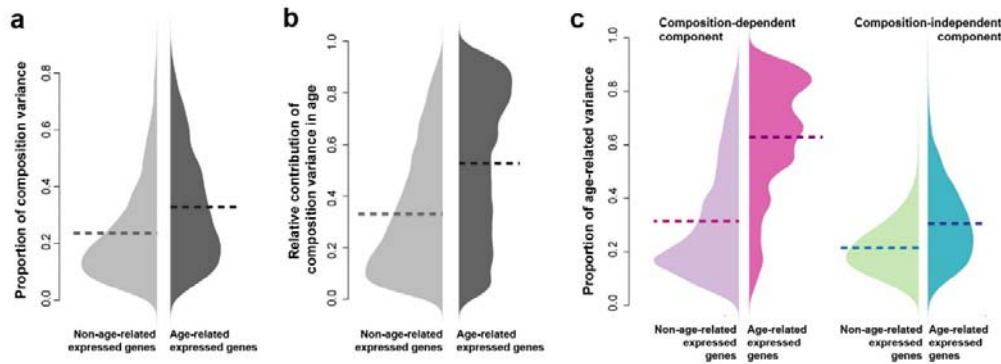 a
Proportion of composition variance
0.0 0.2 0.4 0.6 0.8
Non-age-related
expressed genes
Age-related
expressed genes
b
Relative contribution of
composition variance in age
0.0 0.2 0.4 0.6 0.8 1.0
Non-age-related
expressed genes
Age-related
expressed genes
c
Composition-dependent
component
Composition-independent
component
Proportion of age-related variance
0.0 0.2 0.4 0.6 0.8 1.0
Non-age-related
expressed
genes
Age-related
expressed
genes
Non-age-related
expressed
genes
Age-related
expressed
genes